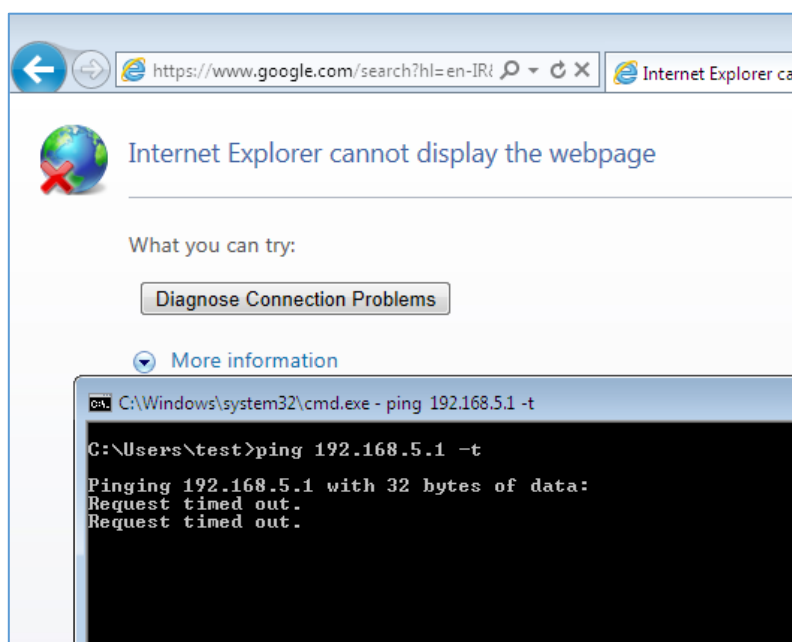 https://www.google.com/search?hl=en-IR&
Internet Explorer ca
Internet Explorer cannot display the webpage
What you can try:
Diagnose Connection Problems
More information
C:\Windows\system32\cmd.exe - ping 192.168.5.1 -t
C:\Users\test>ping 192.168.5.1 -t
Pinging 192.168.5.1 with 32 bytes of data:
Request timed out.
Request timed out.